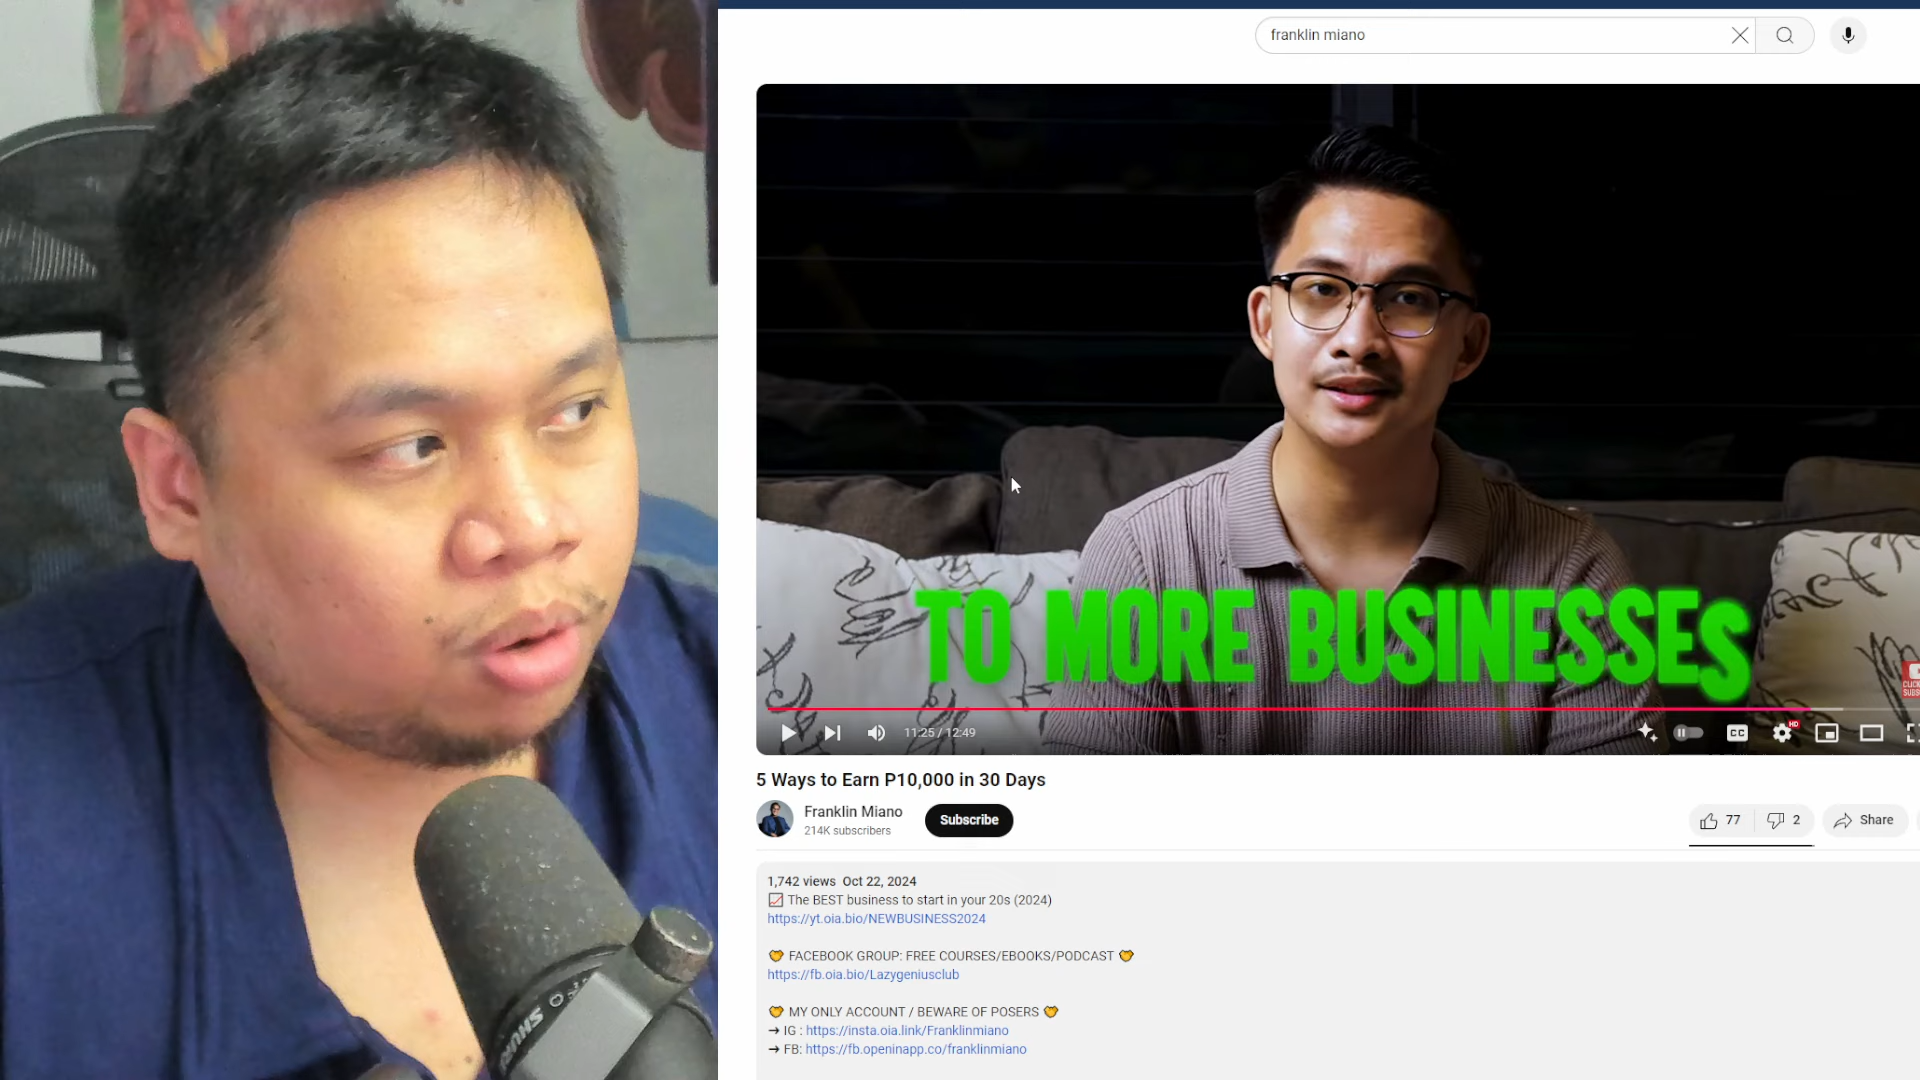 franklin miano
TO MORE BUSINESSES
11:25 / 12:49
CC
HD
5 Ways to Earn P10,000 in 30 Days
Franklin Miano
214K subscribers
Subscribe
77
2
Share
1,742 views Oct 22, 2024
📈 The BEST business to start in your 20s (2024)
https://yt.oia.bio/NEWBUSINESS2024
FACEBOOK GROUP: FREE COURSES/EBOOKS/PODCAST
https://fb.oia.bio/Lazygeniusclub
MY ONLY ACCOUNT / BEWARE OF POSERS
→ IG : https://insta.oia.link/Franklinmiano
→ FB: https://fb.openinapp.co/franklinmiano
SHURE